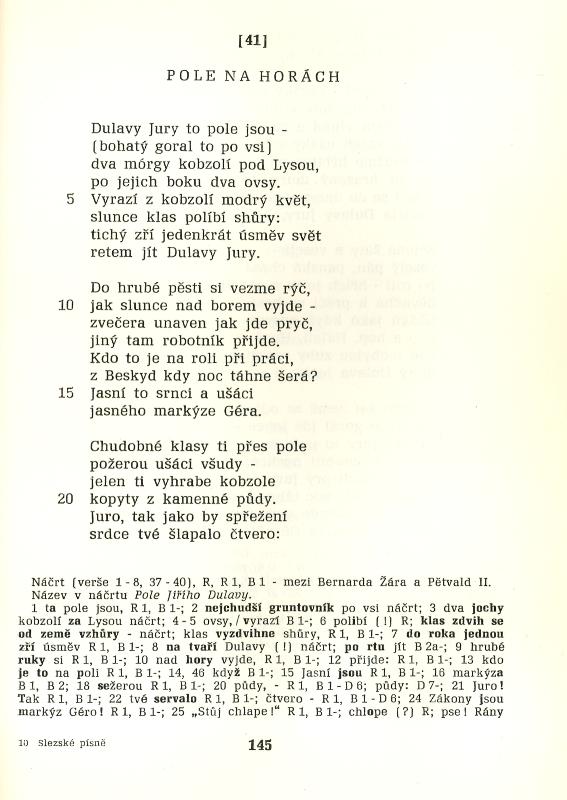 [41]
POLE NA HORÁCH
Dulavy Jury to pole jsou -
(bohatý goral to po vsi)
dva mórgy kobzolí pod Lysou,
po jejich boku dva ovsy.
5 Vyrazí z kobzolí modrý květ,
slunce klas políbí shůry:
tichý zří jedenkrát úsměv svět
retem jít Dulavy Jury.
Do hrubé pěsti si vezme rýč,
10 jak slunce nad borem vyjde -
zvečera unaven jak jde pryč,
jiný tam robotník přijde.
Kdo to je na roli při práci,
z Beskyd kdy noc táhne šerá?
15 Jasní to srnci a ušáci
jasného markýze Géra.
Chudobné klasy ti přes pole
požerou ušáci všudy -
jelen ti vyhrabe kobzole
20 kopyty z kamenné půdy.
Juro, tak jako by spřežení
srdce tvé šlapalo čtvero:
Náčrt (verše 1 - 8, 37 - 40), R, R 1, B 1 - mezi Bernarda Žára a Pětvald II.
Název v náčrtu Pole Jiřího Dulavy.
1 ta pole jsou, R 1, B 1-; 2 nejchudší gruntovník po vsi náčrt; 3 dva jochy
kobzolí za Lysou náčrt; 4 - 5 ovsy,/vyrazí B 1-; 6 polibí (!) R; klas zdvih se
od země vzhůry - náčrt; klas vyzdvihne shůry, R 1, B 1-; 7 do roka jednou
zří úsměv R 1, B 1-; 8 na tvaři Dulavy (!) náčrt; po rtu jít B 2a-; 9 hrubé
ruky si R 1, B 1-; 10 nad hory vyjde, R 1, B 1-; 12 přijde: R 1, B 1-; 13 kdo
je to na poli R 1, B 1-; 14, 46 když B 1-; 15 Jasní jsou R 1, B 1-; 16 markýza
B 1, B 2; 18 sežerou R 1, B 1-; 20 půdy, - R 1, B 1 - D 6; půdy: D 7-; 21 Juro!
Tak R 1, B 1-; 22 tvé servalo R 1, B 1-; čtvero - R 1, B 1 - D 6; 24 Zákony jsou
markýz Géro! R 1, B 1-; 25 „Stůj chlape!" R 1, B 1-; chlope (?) R; pse! Rány
10 Slezské písně
145